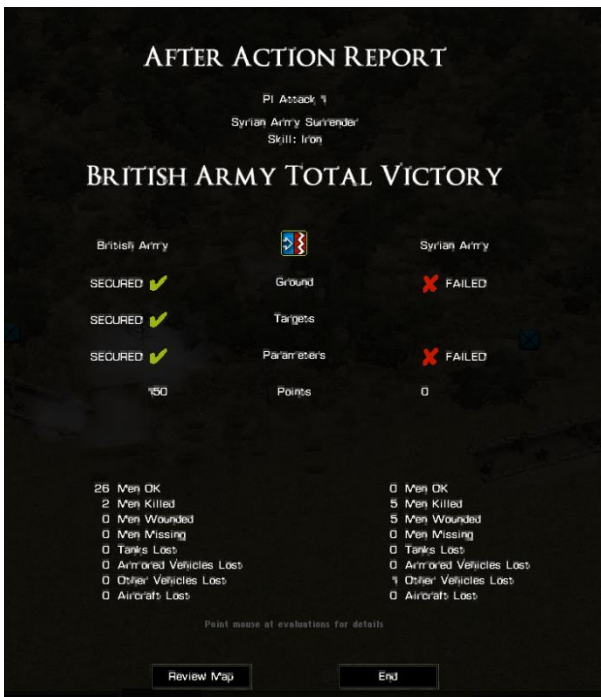 AFTER ACTION REPORT
PI Attack 1
Syrian Army Surrender
Skill: Iron
BRITISH ARMY TOTAL VICTORY
British Army Syrian Army
SECURED Ground FAILED
SECURED Targets
SECURED Parameters FAILED
150 Points 0
26 Men OK 0 Men OK
2 Men Killed 5 Men Killed
0 Men Wounded 5 Men Wounded
0 Men Missing 0 Men Missing
0 Tanks Lost 0 Tanks Lost
0 Armored Vehicles Lost 0 Armored Vehicles Lost
0 Other Vehicles Lost 1 Other Vehicles Lost
0 Aircraft Lost 0 Aircraft Lost
Point mouse at evaluations for details
Review Map End